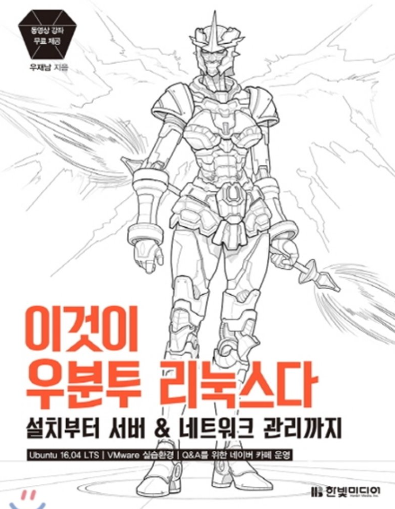 동영상 강좌
무료 제공
우재남 지음
이것이
우분투 리눅스다
설치부터 서버 & 네트워크 관리까지
Ubuntu 16.04 LTS | VMware 실습환경 | Q&A를 위한 네이버 카페 운영
한빛미디어